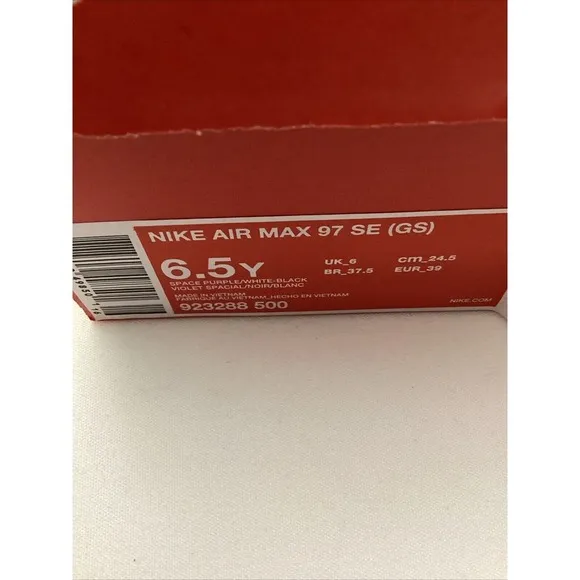 NIKE AIR MAX 97 SE (GS)
6.5Y
UK_6 cm_24.5
BR_37.5 EUR_39
SPACE PURPLE/WHITE-BLACK
VIOLET SPACIAL/NOIR/BLANC
MADE IN VIETNAM
FABRIQUE AU VIETNAM_HECHO EN VIETNAM
923288 500
NIKE.COM